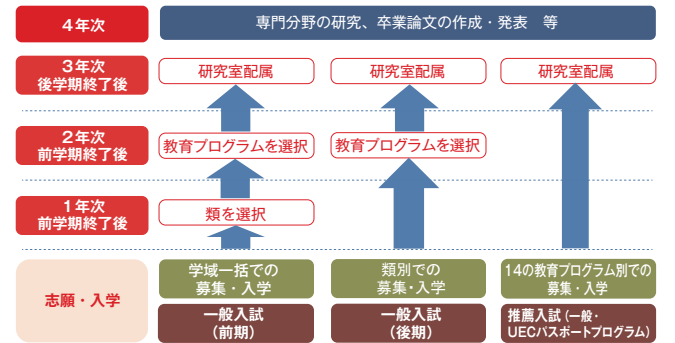 4年次
専門分野の研究、卒業論文の作成・発表 等
3年次
後学期終了後
研究室配属
研究室配属
研究室配属
2年次
前学期終了後
教育プログラムを選択
教育プログラムを選択
1年次
前学期終了後
類を選択
志願・入学
学域一括での
募集・入学
類別での
募集・入学
14の教育プログラム別での
募集・入学
一般入試
(前期)
一般入試
(後期)
推薦入試(一般・
UECパスポートプログラム)